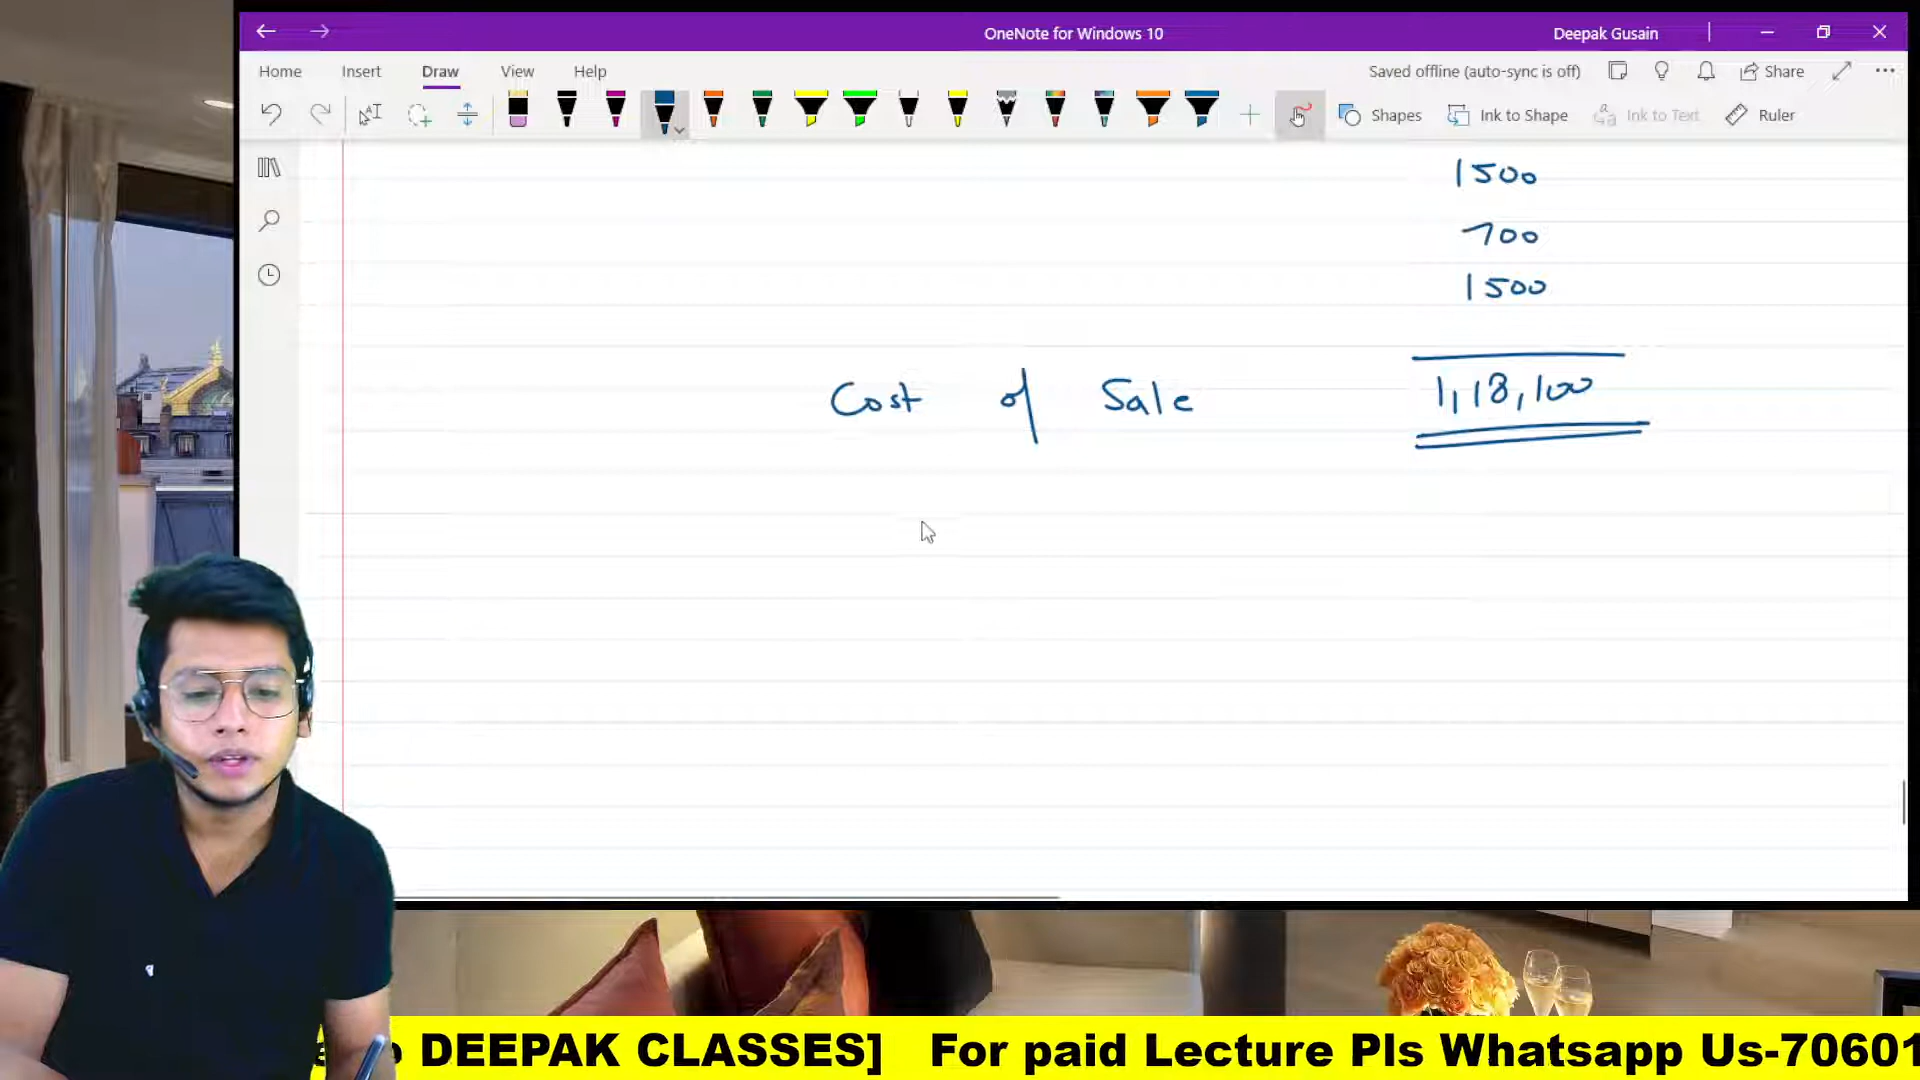 OneNote for Windows 10
Deepak Gusain
Home Insert Draw View Help
Saved offline (auto-sync is off)
Share
Shapes
Ink to Shape
Ink to Text
Ruler
1500
700
1500
Cost of Sale 1,18,100
DEEPAK CLASSES] For paid Lecture Pls Whatsapp Us-70601